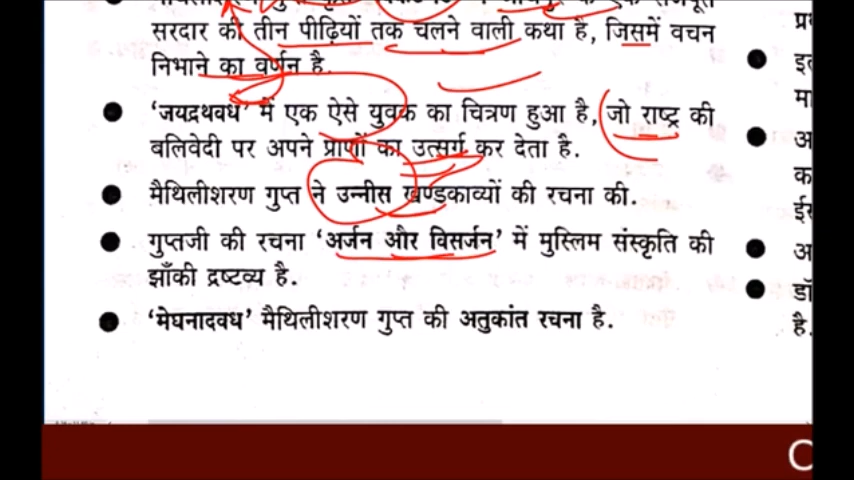 सरदार की तीन पीढ़ियों तक चलने वाली कथा है, जिसमें वचन
निभाने का वर्णन है.
● 'जयद्रथवध' में एक ऐसे युवक का चित्रण हुआ है, जो राष्ट्र की
बलिवेदी पर अपने प्राणों का उत्सर्ग कर देता है.
● मैथिलीशरण गुप्त ने उन्नीस खण्डकाव्यों की रचना की.
● गुप्तजी की रचना 'अर्जन और विसर्जन' में मुस्लिम संस्कृति की
झाँकी द्रष्टव्य है.
● 'मेघनादवध' मैथिलीशरण गुप्त की अतुकांत रचना है.
● 
● 
● अ
● डॉ
है.